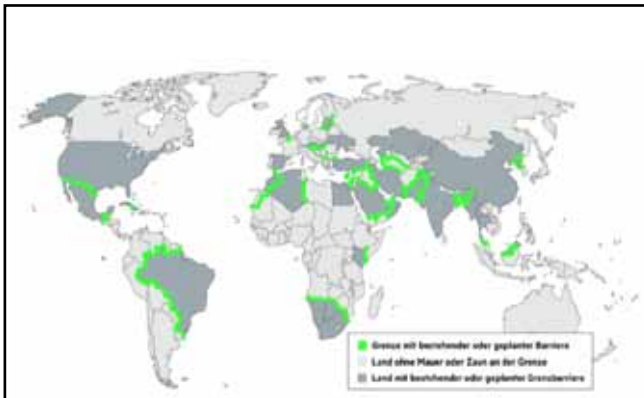 Grenze mit bestehender oder geplanter Barriere
Land ohne Mauer oder Zaun an der Grenze
Land mit bestehender oder geplanter Grenzbarriere